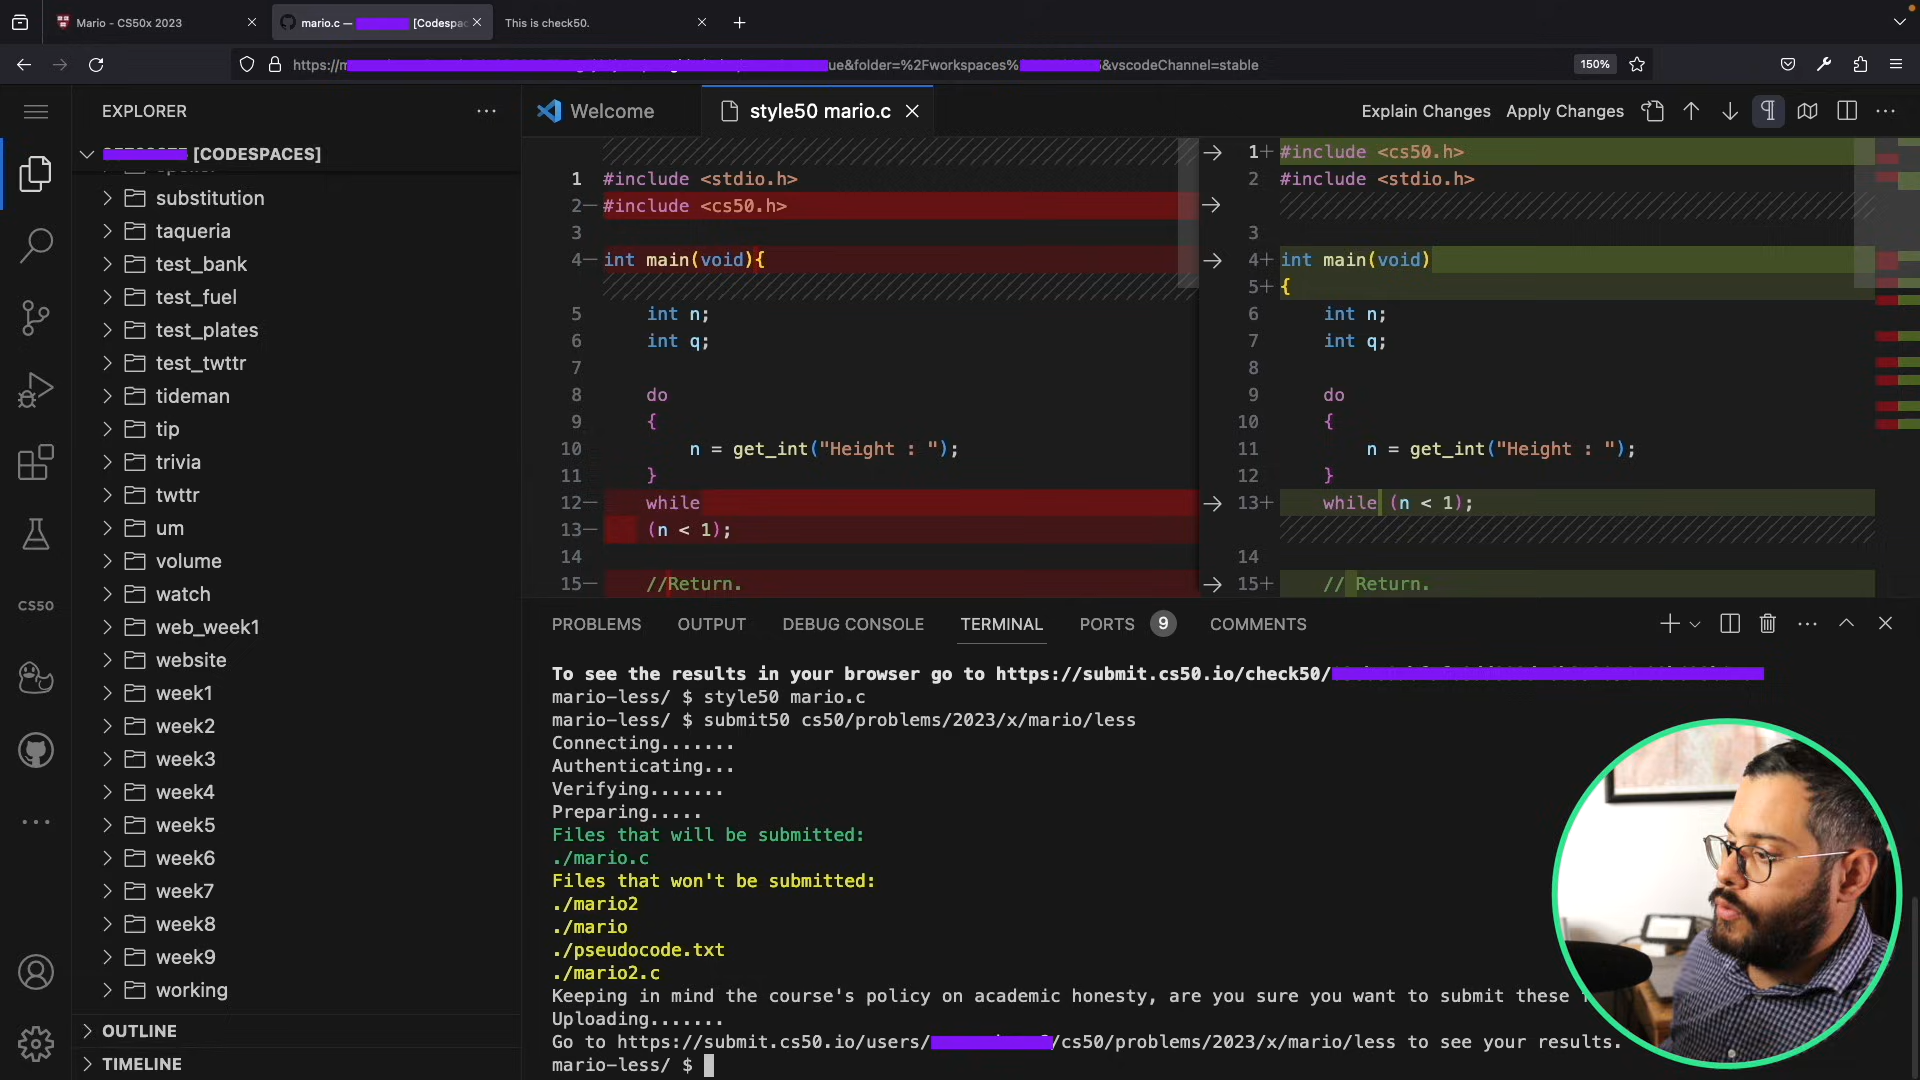 Mario - CS50x 2023
mario.c — [Codespac
This is check50.
https://m ue&folder=%2Fworkspaces% &vscodeChannel=stable
150%
EXPLORER
[CODESPACES]
substitution
taqueria
test_bank
test_fuel
test_plates
test_twttr
tideman
tip
trivia
twttr
um
volume
watch
web_week1
website
week1
week2
week3
week4
week5
week6
week7
week8
week9
working
OUTLINE
TIMELINE
CS50
Welcome
style50 mario.c
Explain Changes
Apply Changes
1 #include <stdio.h>
2— #include <cs50.h>
3
4— int main(void){
5 int n;
6 int q;
7
8 do
9 {
10 n = get_int("Height : ");
11 }
12— while
13— (n < 1);
14
15— //Return.
1+ #include <cs50.h>
2 #include <stdio.h>
3
4+ int main(void)
5+ {
6 int n;
7 int q;
8
9 do
10 {
11 n = get_int("Height : ");
12 }
13+ while (n < 1);
14
15+ // Return.
PROBLEMS
OUTPUT
DEBUG CONSOLE
TERMINAL
PORTS 9
COMMENTS
To see the results in your browser go to https://submit.cs50.io/check50/
mario-less/ $ style50 mario.c
mario-less/ $ submit50 cs50/problems/2023/x/mario/less
Connecting.......
Authenticating...
Verifying.......
Preparing.....
Files that will be submitted:
./mario.c
Files that won't be submitted:
./mario2
./mario
./pseudocode.txt
./mario2.c
Keeping in mind the course's policy on academic honesty, are you sure you want to submit these
Uploading.......
Go to https://submit.cs50.io/users/ /cs50/problems/2023/x/mario/less to see your results.
mario-less/ $